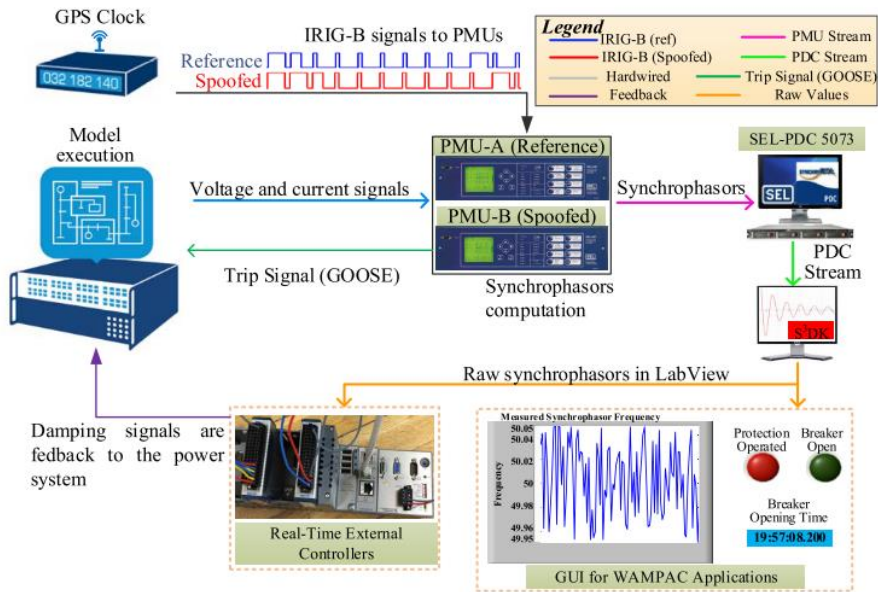 GPS Clock
032 182 140
IRIG-B signals to PMUs
Reference
Spoofed
Legend
IRIG-B (ref)
PMU Stream
IRIG-B (Spoofed)
PDC Stream
Hardwired
Trip Signal (GOOSE)
Feedback
Raw Values
Model
execution
Voltage and current signals
Trip Signal (GOOSE)
PMU-A (Reference)
PMU-B (Spoofed)
Synchrophasors
computation
Synchrophasors
SEL-PDC 5073
SEL
PDC
PDC
Stream
S³DK
Raw synchrophasors in LabView
Damping signals are
fedback to the power
system
Real-Time External
Controllers
Measured Synchrophasor Frequency
Frequency
50.05
50.04
50.02
50
49.98
49.96
49.95
Protection
Operated
Breaker
Open
Breaker
Opening Time
19:57:08.200
GUI for WAMPAC Applications